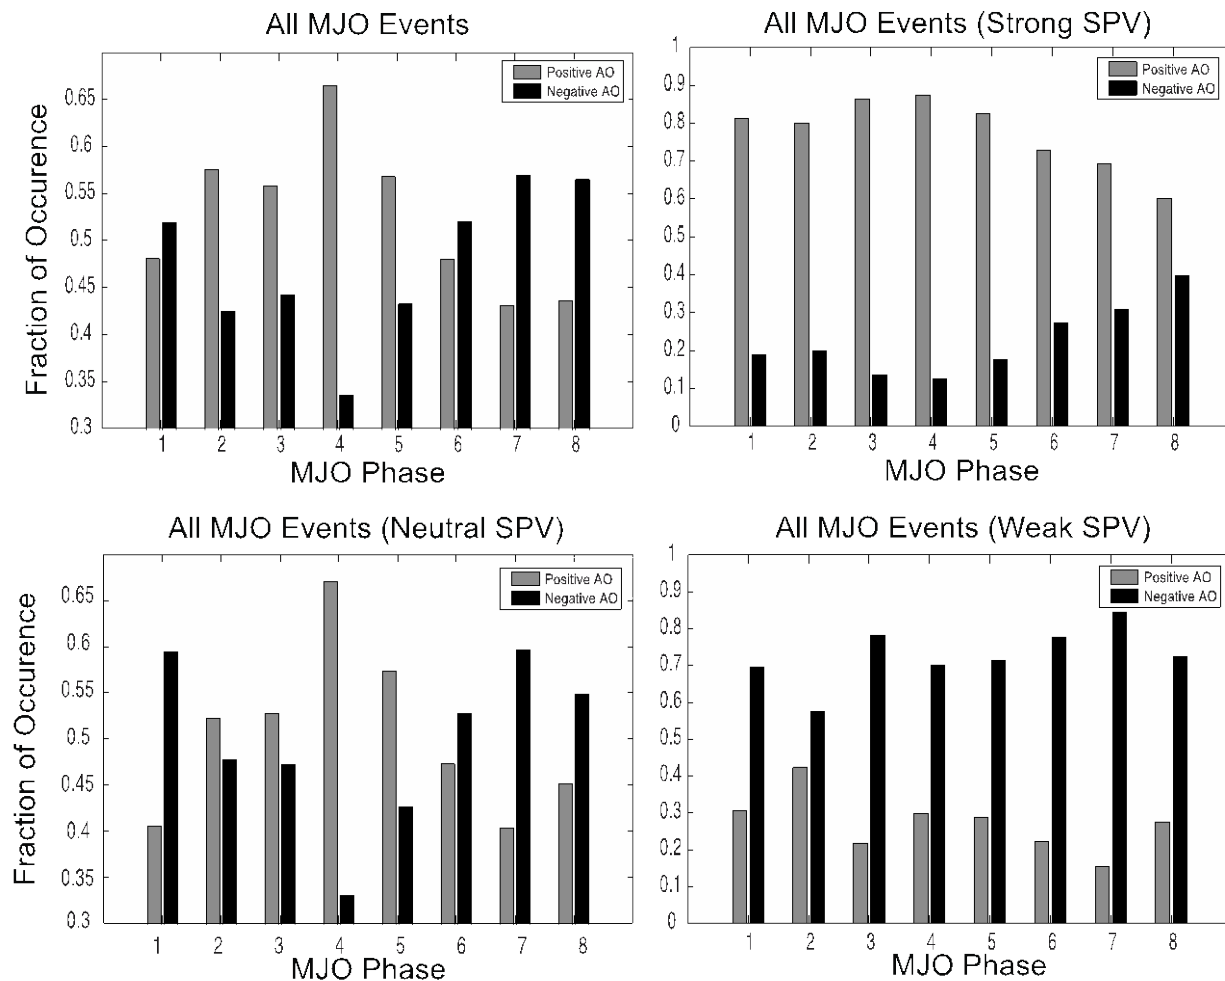 All MJO Events
Positive AO
Negative AO
0.65
0.6
0.55
0.5
0.45
0.4
0.35
0.3
Fraction of Occurence
1 2 3 4 5 6 7 8
MJO Phase
All MJO Events (Strong SPV)
Positive AO
Negative AO
1
0.9
0.8
0.7
0.6
0.5
0.4
0.3
0.2
0.1
0
1 2 3 4 5 6 7 8
MJO Phase
All MJO Events (Neutral SPV)
Positive AO
Negative AO
0.65
0.6
0.55
0.5
0.45
0.4
0.35
0.3
Fraction of Occurence
1 2 3 4 5 6 7 8
MJO Phase
All MJO Events (Weak SPV)
Positive AO
Negative AO
1
0.9
0.8
0.7
0.6
0.5
0.4
0.3
0.2
0.1
0
1 2 3 4 5 6 7 8
MJO Phase